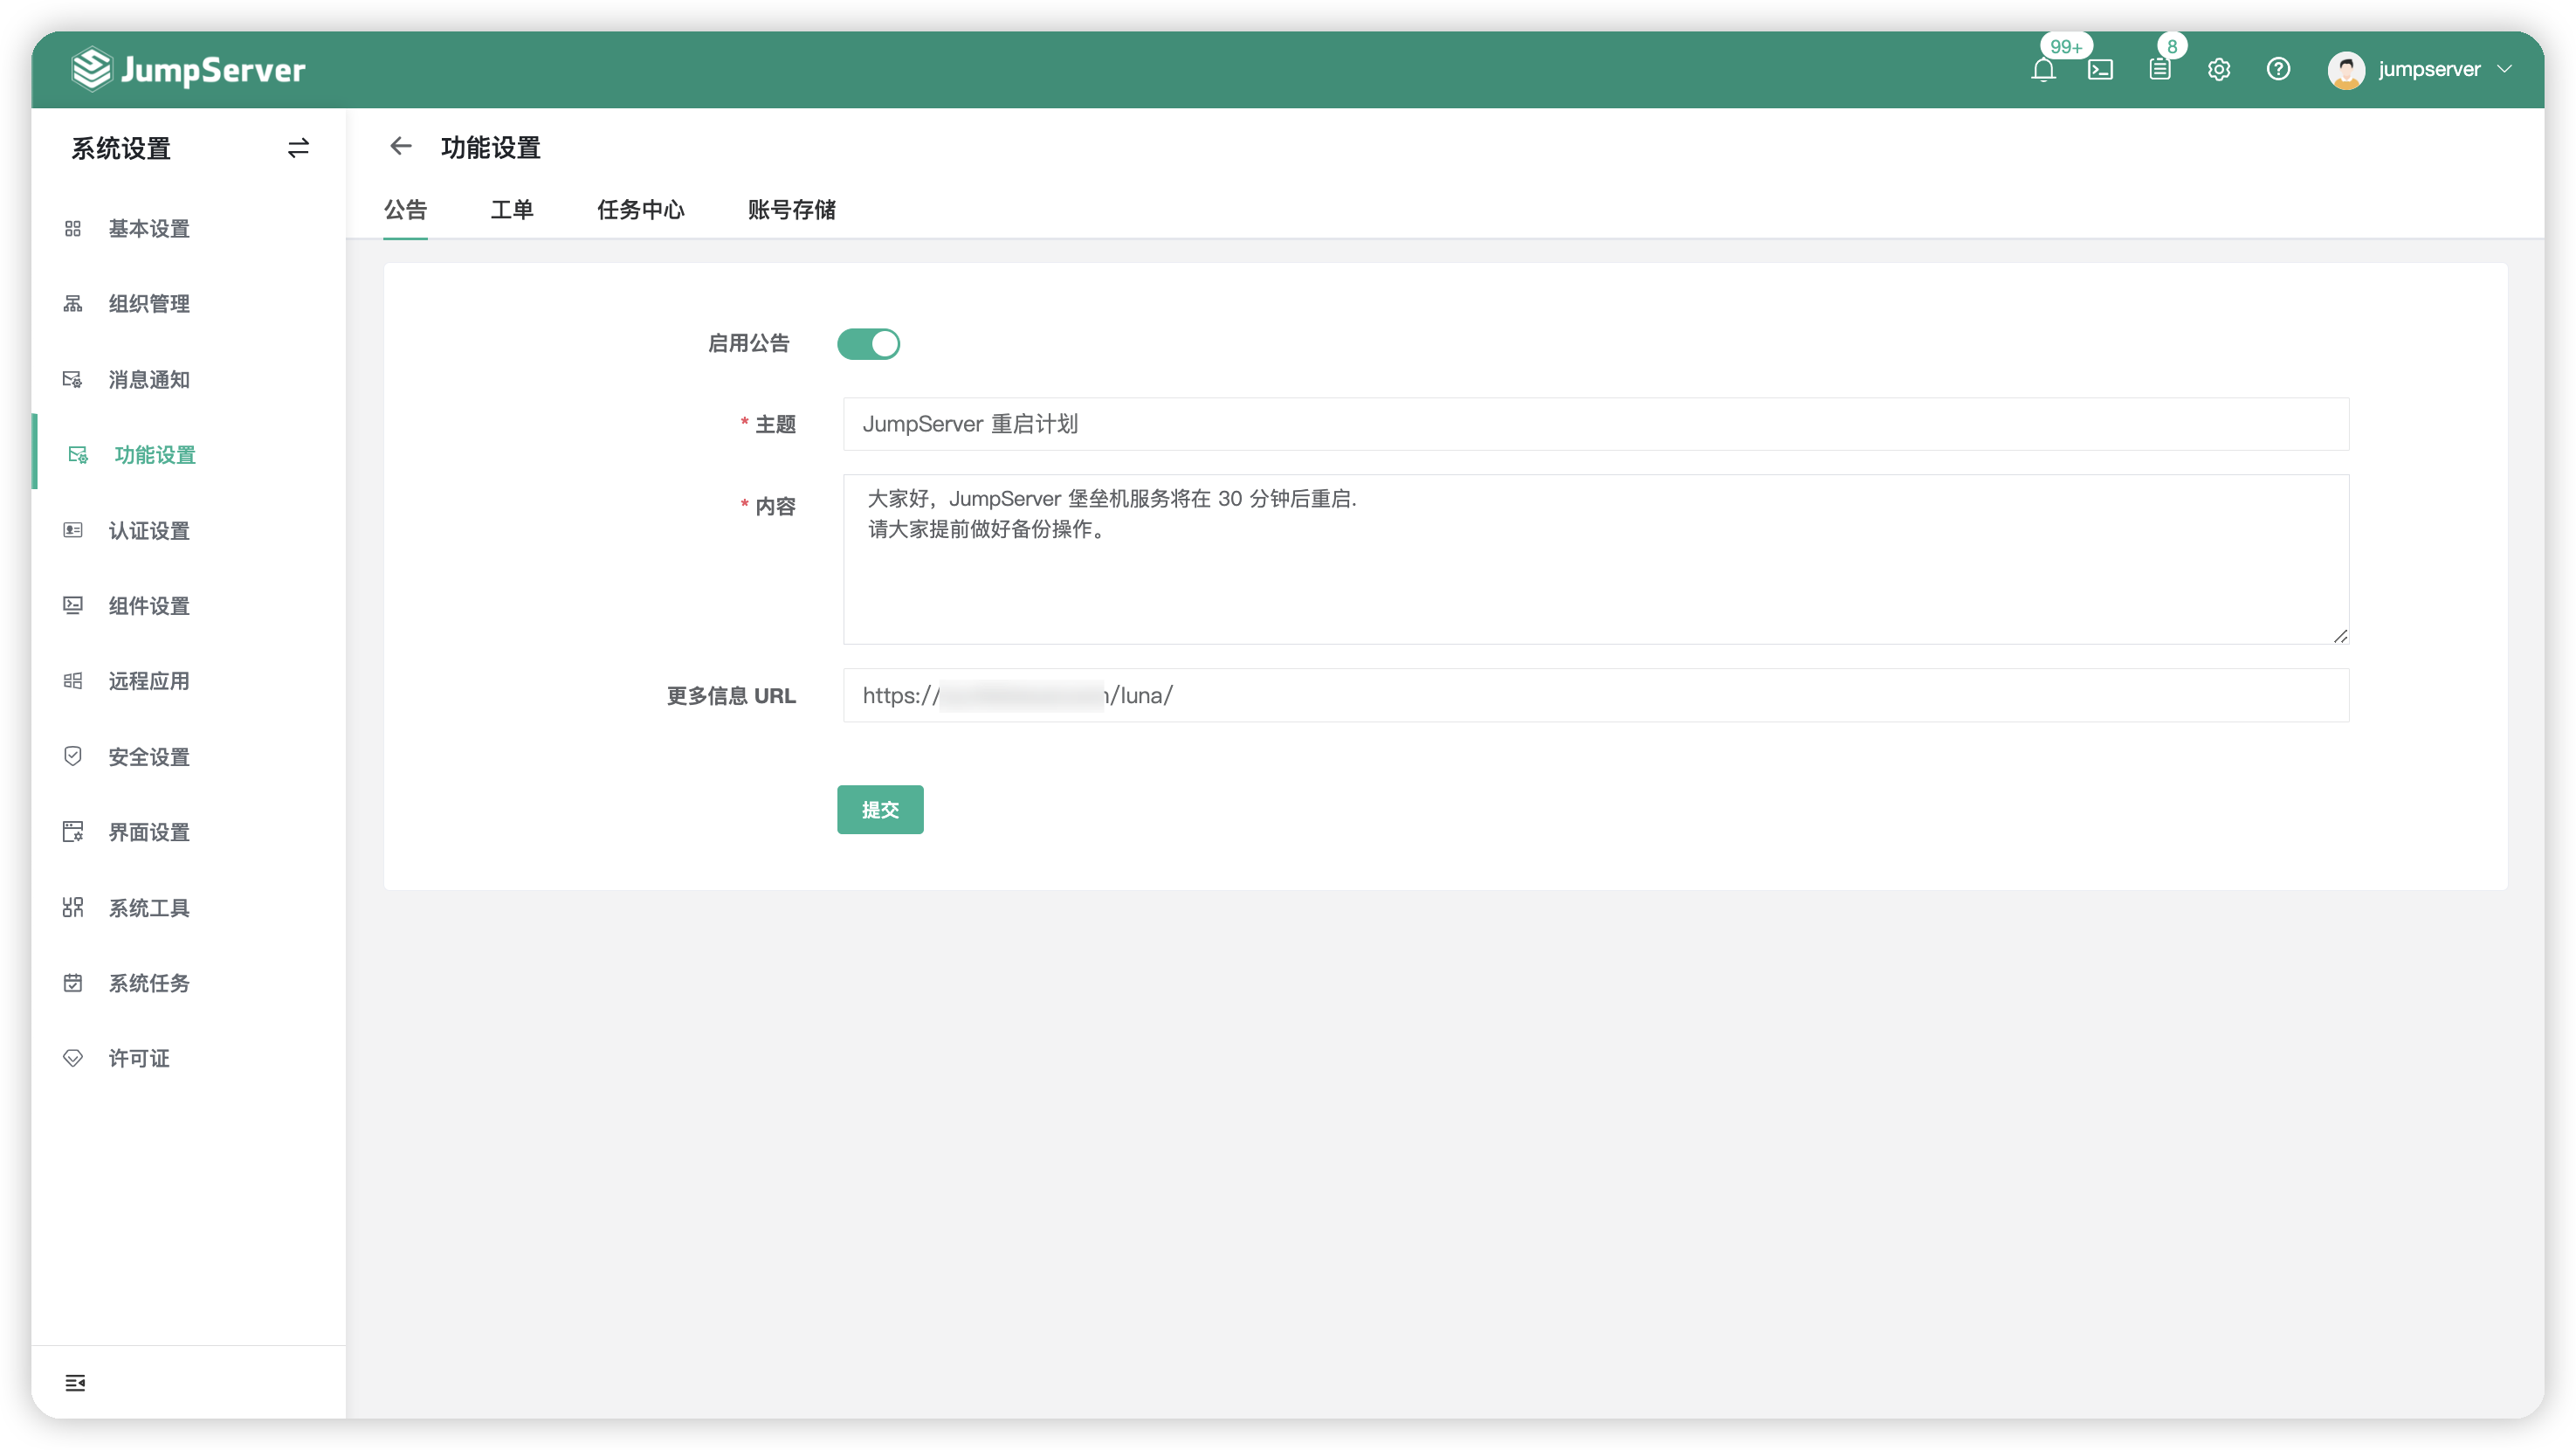 JumpServer
99+
8
jumpserver
系统设置
功能设置
公告
工单
任务中心
账号存储
基本设置
组织管理
消息通知
功能设置
认证设置
组件设置
远程应用
安全设置
界面设置
系统工具
系统任务
许可证
启用公告
* 主题
JumpServer 重启计划
* 内容
大家好，JumpServer 堡垒机服务将在 30 分钟后重启.
请大家提前做好备份操作。
更多信息 URL
https:// /luna/
提交